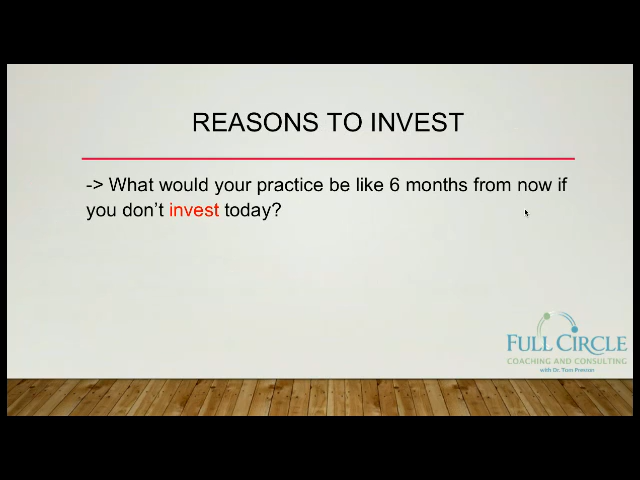 REASONS TO INVEST
-> What would your practice be like 6 months from now if
you don't invest today?
FULL CIRCLE
COACHING AND CONSULTING
with Dr. Tom Preston